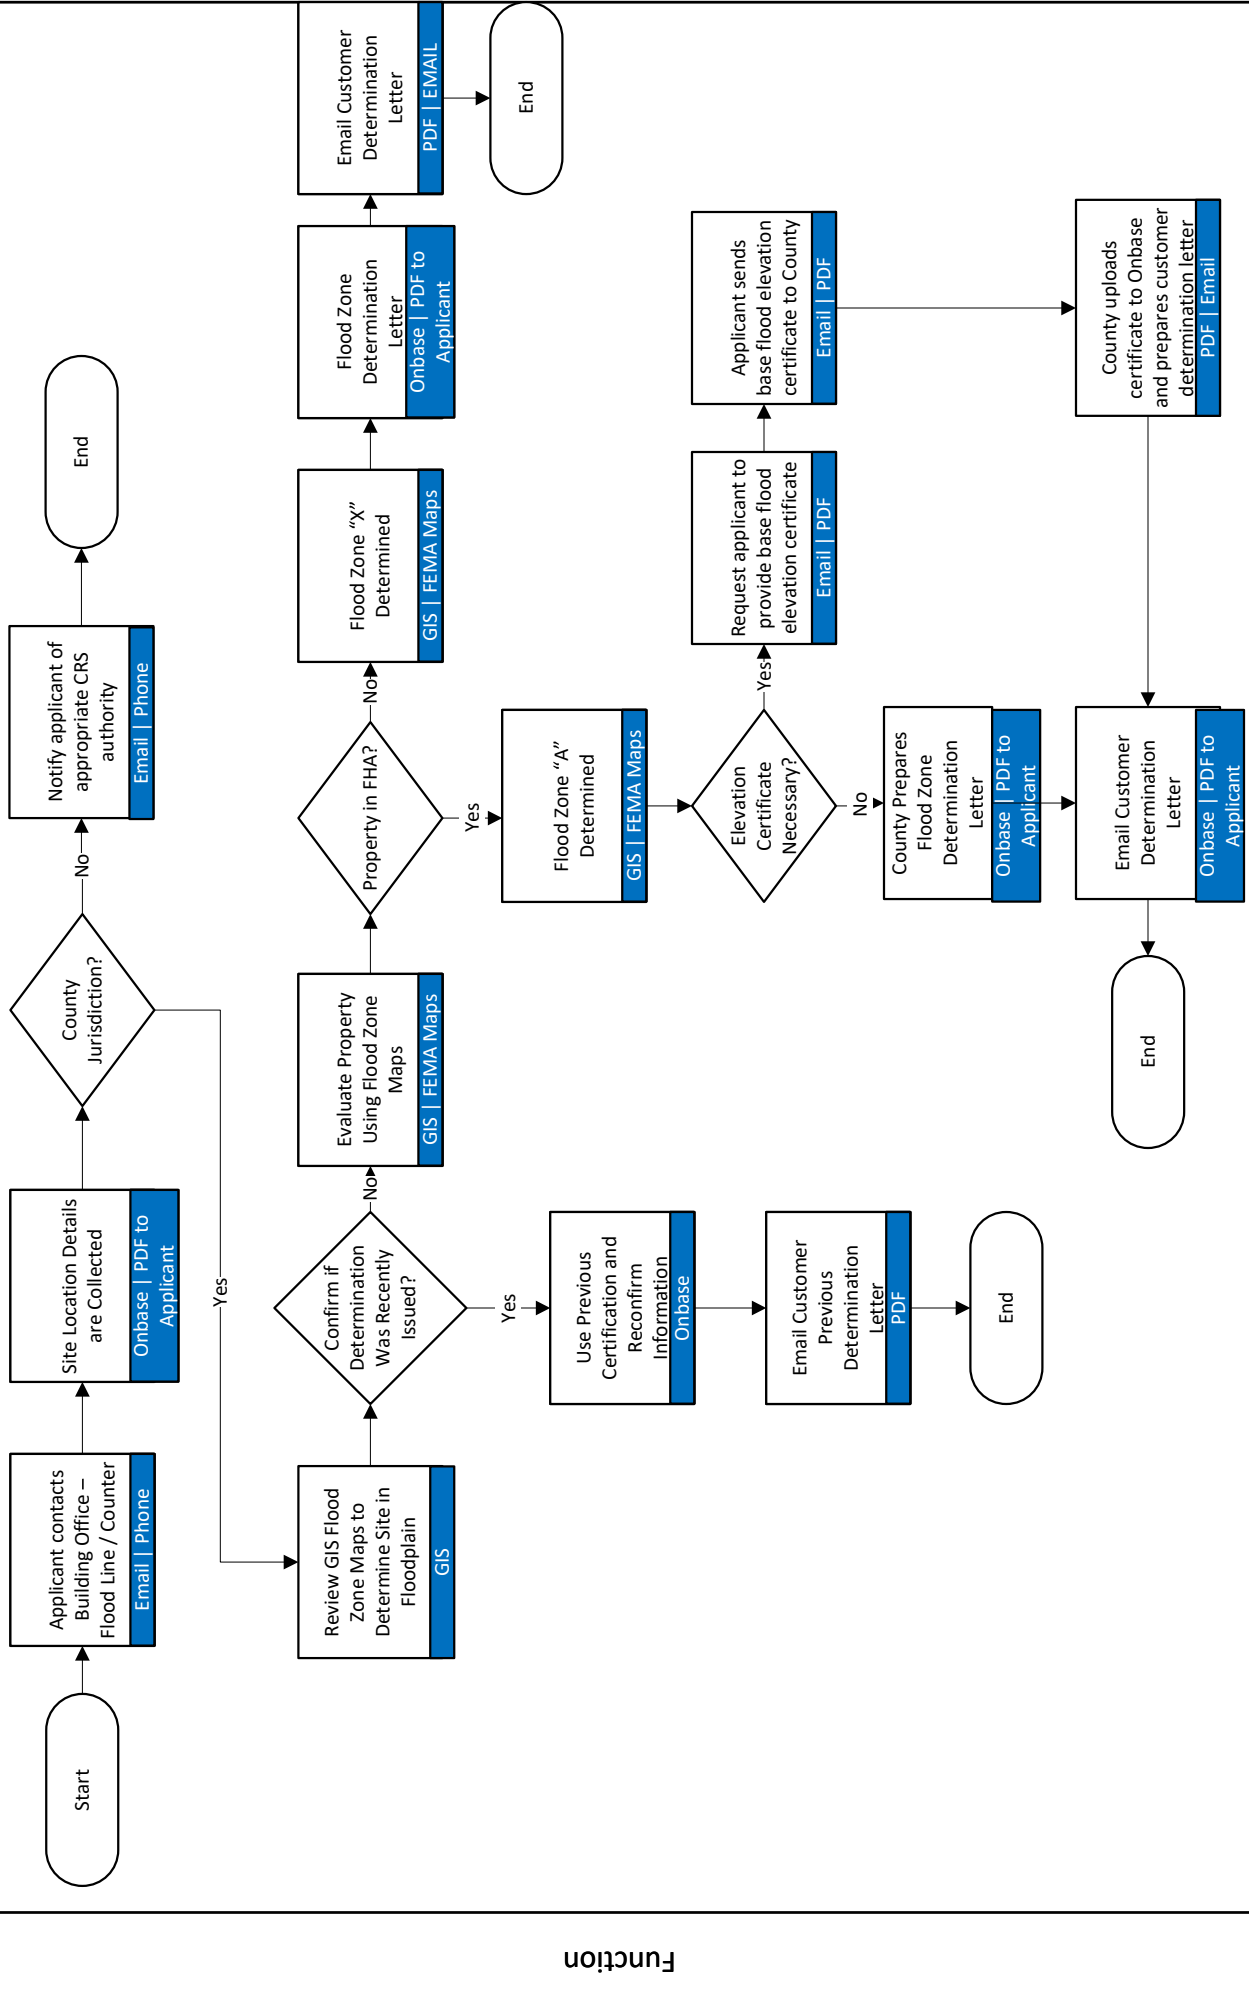 Function
Start
Applicant contacts
Building Office –
Flood Line / Counter
Email | Phone
Site Location Details
are Collected
Onbase | PDF to
Applicant
County
Jurisdiction?
No
Notify applicant of
appropriate CRS
authority
Email | Phone
End
Yes
Review GIS Flood
Zone Maps to
Determine Site in
Floodplain
GIS
Confirm if
Determination
Was Recently
Issued?
No
Evaluate Property
Using Flood Zone
Maps
GIS | FEMA Maps
Property in FHA?
No
Flood Zone “X”
Determined
GIS | FEMA Maps
Flood Zone
Determination
Letter
Onbase | PDF to
Applicant
Email Customer
Determination
Letter
PDF | EMAIL
End
Yes
Use Previous
Certification and
Reconfirm
Information
Onbase
Email Customer
Previous
Determination
Letter
PDF
End
Yes
Flood Zone “A”
Determined
GIS | FEMA Maps
Elevation
Certificate
Necessary?
Yes
Request applicant to
provide base flood
elevation certificate
Email | PDF
Applicant sends
base flood elevation
certificate to County
Email | PDF
No
County Prepares
Flood Zone
Determination
Letter
Onbase | PDF to
Applicant
County uploads
certificate to Onbase
and prepares customer
determination letter
PDF | Email
Email Customer
Determination
Letter
Onbase | PDF to
Applicant
End